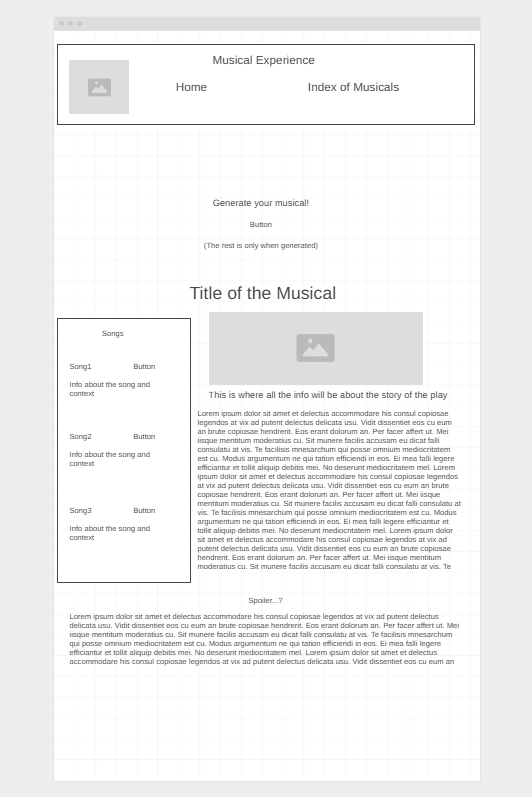 Musical Experience
Home
Index of Musicals
Generate your musical!
Button
(The rest is only when generated)
Title of the Musical
Songs
Song1
Button
Info about the song and
context
Song2
Button
Info about the song and
context
Song3
Button
Info about the song and
context
This is where all the info will be about the story of the play
Lorem ipsum dolor sit amet et delectus accommodare his consul copiosae
legendos at vix ad putent delectus delicata usu. Vidit dissentiet eos cu eum
an brute copiosae hendrerit. Eos erant dolorum an. Per facer affert ut. Mei
iisque mentitum moderatius cu. Sit munere facilis accusam eu dicat falli
consulatu at vis. Te facilisis mnesarchum qui posse omnium mediocritatem
est cu. Modus argumentum ne qui tation efficiendi in eos. Ei mea falli legere
efficiantur et tollit aliquip debitis mei. No deserunt mediocritatem mel. Lorem
ipsum dolor sit amet et delectus accommodare his consul copiosae legendos
at vix ad putent delectus delicata usu. Vidit dissentiet eos cu eum an brute
copiosae hendrerit. Eos erant dolorum an. Per facer affert ut. Mei iisque
mentitum moderatius cu. Sit munere facilis accusam eu dicat falli consulatu at
vis. Te facilisis mnesarchum qui posse omnium mediocritatem est cu. Modus
argumentum ne qui tation efficiendi in eos. Ei mea falli legere efficiantur et
tollit aliquip debitis mei. No deserunt mediocritatem mel. Lorem ipsum dolor
sit amet et delectus accommodare his consul copiosae legendos at vix ad
putent delectus delicata usu. Vidit dissentiet eos cu eum an brute copiosae
hendrerit. Eos erant dolorum an. Per facer affert ut. Mei iisque mentitum
moderatius cu. Sit munere facilis accusam eu dicat falli consulatu at vis. Te
Spoiler...?
Lorem ipsum dolor sit amet et delectus accommodare his consul copiosae legendos at vix ad putent delectus
delicata usu. Vidit dissentiet eos cu eum an brute copiosae hendrerit. Eos erant dolorum an. Per facer affert ut. Mei
iisque mentitum moderatius cu. Sit munere facilis accusam eu dicat falli consulatu at vis. Te facilisis mnesarchum
qui posse omnium mediocritatem est cu. Modus argumentum ne qui tation efficiendi in eos. Ei mea falli legere
efficiantur et tollit aliquip debitis mei. No deserunt mediocritatem mel. Lorem ipsum dolor sit amet et delectus
accommodare his consul copiosae legendos at vix ad putent delectus delicata usu. Vidit dissentiet eos cu eum an